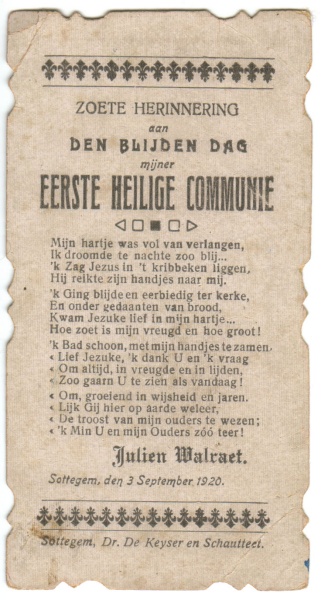 ZOETE HERINNERING
aan
DEN BLIJDEN DAG
mijner
EERSTE HEILIGE COMMUNIE
Mijn hartje was vol van verlangen,
Ik droomde te nachte zoo blij...
'k Zag Jezus in 't kribbeken liggen,
Hij reikte zijn handjes naar mij.
'k Ging blijde en eerbiedig ter kerke,
En onder gedaanten van brood,
Kwam Jezuke lief in mijn hartje...
Hoe zoet is mijn vreugd en hoe groot!
'k Bad schoon, met mijn handjes te zamen
« Lief Jezuke, 'k dank U en 'k vraag
« Om altijd, in vreugde en in lijden,
« Zoo gaarn U te zien als vandaag!
« Om, groeiend in wijsheid en jaren.
« Lijk Gij hier op aarde weleer,
« De troost van mijn ouders te wezen;
« 'k Min U en mijn Ouders zóó teer!
Julien Walraet.
Sottegem, den 3 September 1920.
Sottegem, Dr. De Keyser en Schautteet.